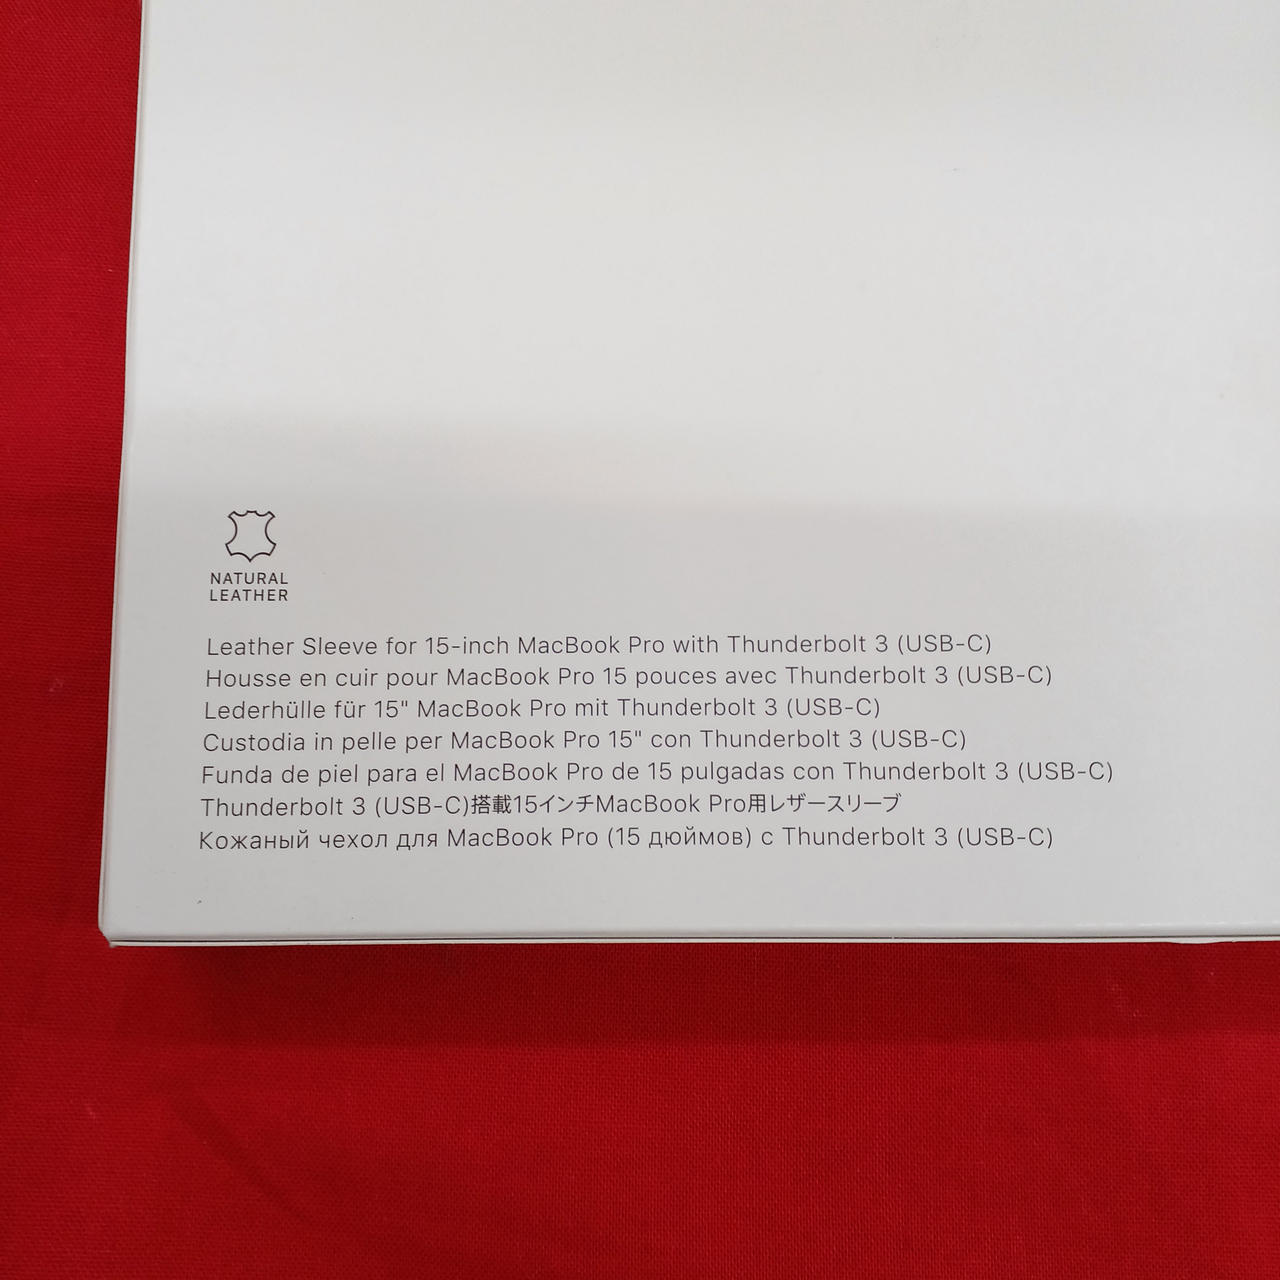 NATURAL
LEATHER
Leather Sleeve for 15-inch MacBook Pro with Thunderbolt 3 (USB-C)
Housse en cuir pour MacBook Pro 15 pouces avec Thunderbolt 3 (USB-C)
Lederhülle für 15" MacBook Pro mit Thunderbolt 3 (USB-C)
Custodia in pelle per MacBook Pro 15" con Thunderbolt 3 (USB-C)
Funda de piel para el MacBook Pro de 15 pulgadas con Thunderbolt 3 (USB-C)
Thunderbolt 3 (USB-C)搭載15インチMacBook Pro用レザースリーブ
Кожаный чехол для MacBook Pro (15 дюймов) с Thunderbolt 3 (USB-C)